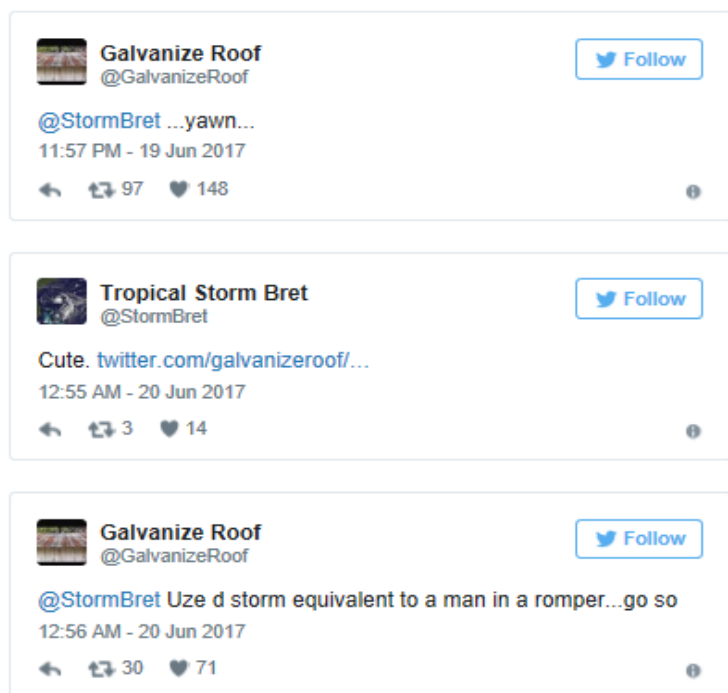 Galvanize Roof
@GalvanizeRoof
Follow
@StormBret ...yawn...
11:57 PM - 19 Jun 2017
97 148
Tropical Storm Bret
@StormBret
Follow
Cute. twitter.com/galvanizeroof/...
12:55 AM - 20 Jun 2017
3 14
Galvanize Roof
@GalvanizeRoof
Follow
@StormBret Uze d storm equivalent to a man in a romper...go so
12:56 AM - 20 Jun 2017
30 71